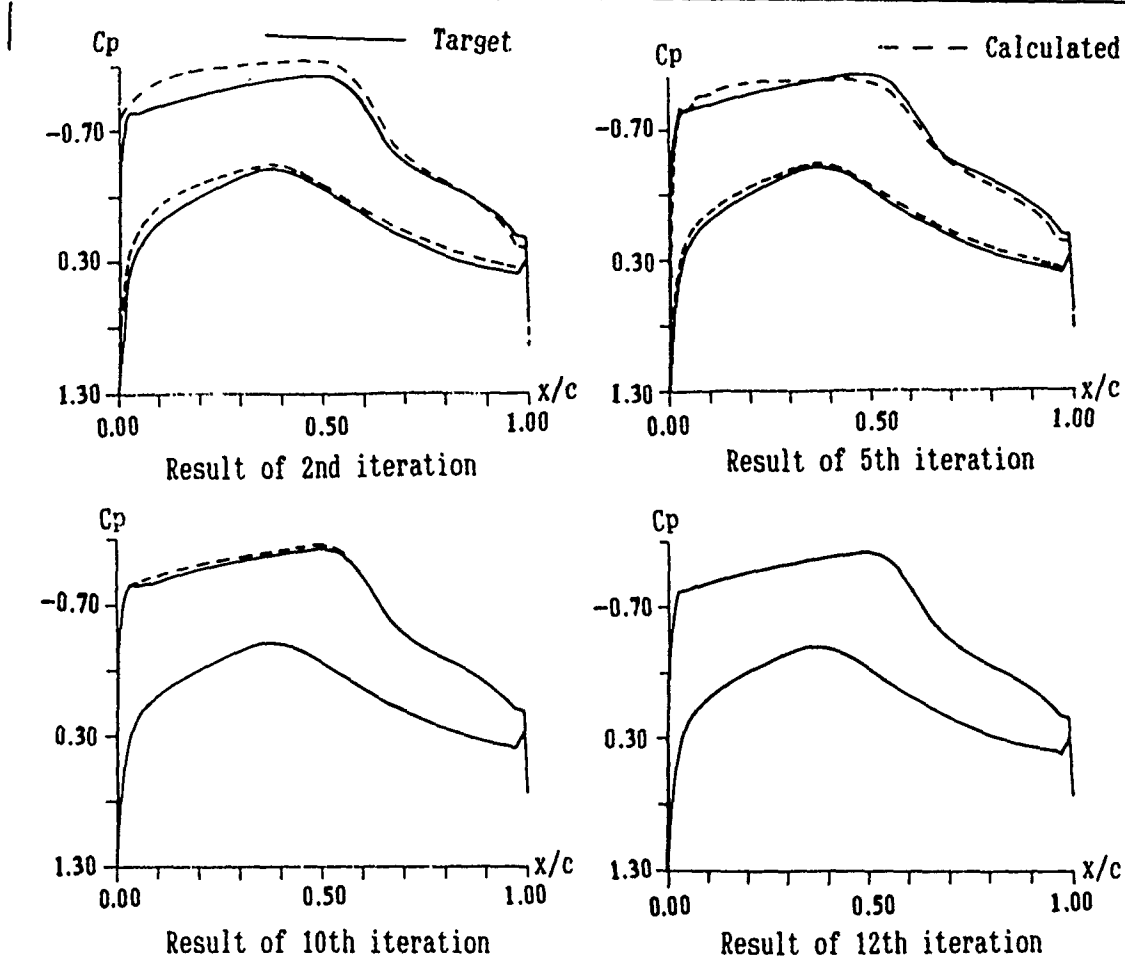 Target
Calculated
Cp
-0.70
0.30
1.30
x/c
0.00
0.50
1.00
Result of 2nd iteration
Cp
-0.70
0.30
1.30
x/c
0.00
0.50
1.00
Result of 5th iteration
Cp
-0.70
0.30
1.30
x/c
0.00
0.50
1.00
Result of 10th iteration
Cp
-0.70
0.30
1.30
x/c
0.00
0.50
1.00
Result of 12th iteration